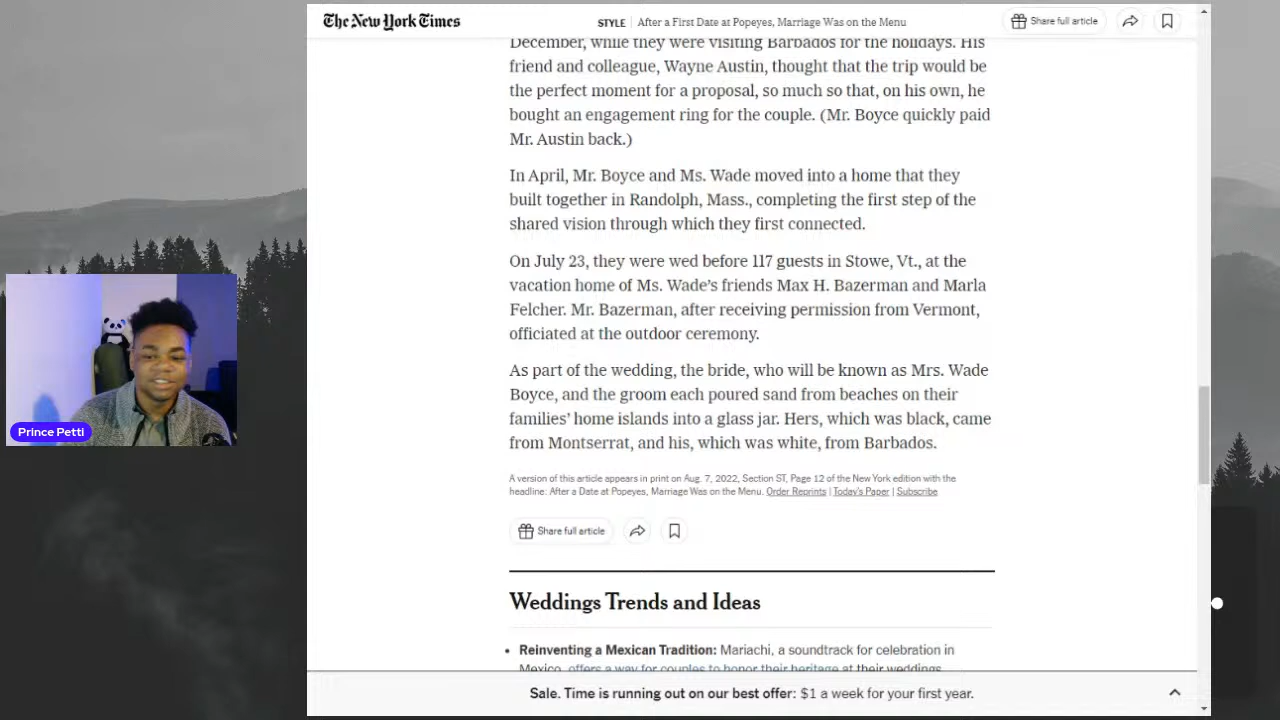 The New York Times
STYLE | After a First Date at Popeyes, Marriage Was on the Menu
Share full article
December, while they were visiting Barbados for the holidays. His
friend and colleague, Wayne Austin, thought that the trip would be
the perfect moment for a proposal, so much so that, on his own, he
bought an engagement ring for the couple. (Mr. Boyce quickly paid
Mr. Austin back.)
In April, Mr. Boyce and Ms. Wade moved into a home that they
built together in Randolph, Mass., completing the first step of the
shared vision through which they first connected.
On July 23, they were wed before 117 guests in Stowe, Vt., at the
vacation home of Ms. Wade's friends Max H. Bazerman and Marla
Felcher. Mr. Bazerman, after receiving permission from Vermont,
officiated at the outdoor ceremony.
As part of the wedding, the bride, who will be known as Mrs. Wade
Boyce, and the groom each poured sand from beaches on their
families' home islands into a glass jar. Hers, which was black, came
from Montserrat, and his, which was white, from Barbados.
A version of this article appears in print on Aug. 7, 2022, Section ST, Page 12 of the New York edition with the
headline: After a Date at Popeyes, Marriage Was on the Menu. Order Reprints | Today's Paper | Subscribe
Share full article
Weddings Trends and Ideas
• Reinventing a Mexican Tradition: Mariachi, a soundtrack for celebration in
Mexico, offers a way for couples to honor their heritage at their weddings.
Sale. Time is running out on our best offer: $1 a week for your first year.
Prince Petti